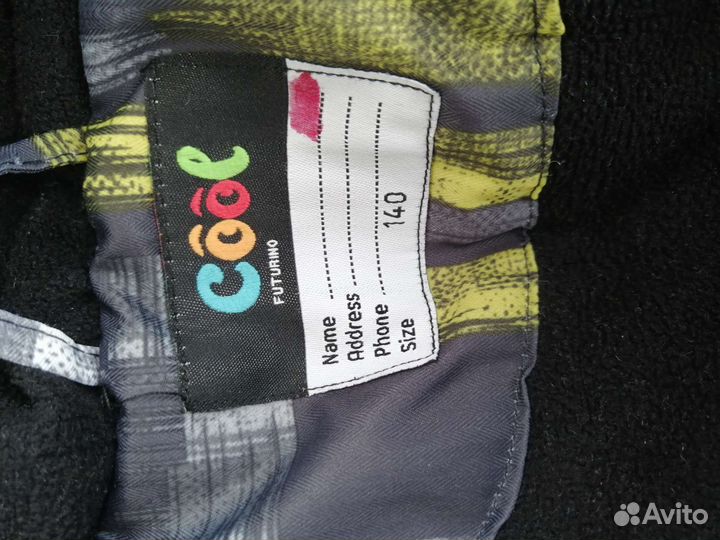 Cool
FUTURINO
Name
Address
Phone
Size 140
Avito